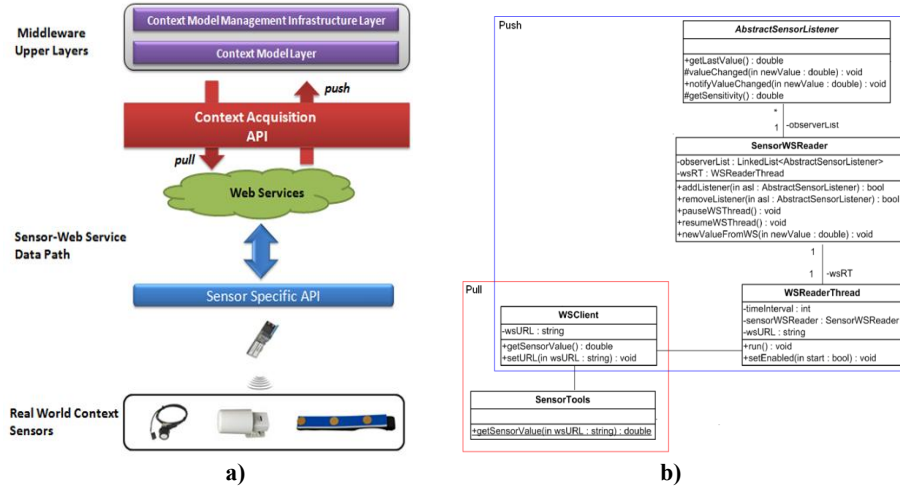 Middleware
Upper Layers
Context Model Management Infrastructure Layer
Context Model Layer
push
Context Acquisition
API
pull
Web Services
Sensor-Web Service
Data Path
Sensor Specific API
Real World Context
Sensors
a)
Push
AbstractSensorListener
+getLastValue() : double
#valueChanged(in newValue : double) : void
+notifyValueChanged(in newValue : double) : void
#getSensitivity() : double
*
1
-observerList
SensorWSReader
-observerList : LinkedList<AbstractSensorListener>
-wsRT : WSReaderThread
+addListener(in asl : AbstractSensorListener) : bool
+removeListener(in asl : AbstractSensorListener) : bool
+pauseWSThread() : void
+resumeWSThread() : void
+newValueFromWS(in newValue : double) : void
1
1
-wsRT
WSReaderThread
-timeInterval : int
-sensorWSReader : SensorWSReader
-wsURL : string
+run() : void
+setEnabled(in start : bool) : void
Pull
WSClient
-wsURL : string
+getSensorValue() : double
+setURL(in wsURL : string) : void
SensorTools
+getSensorValue(in wsURL : string) : double
b)